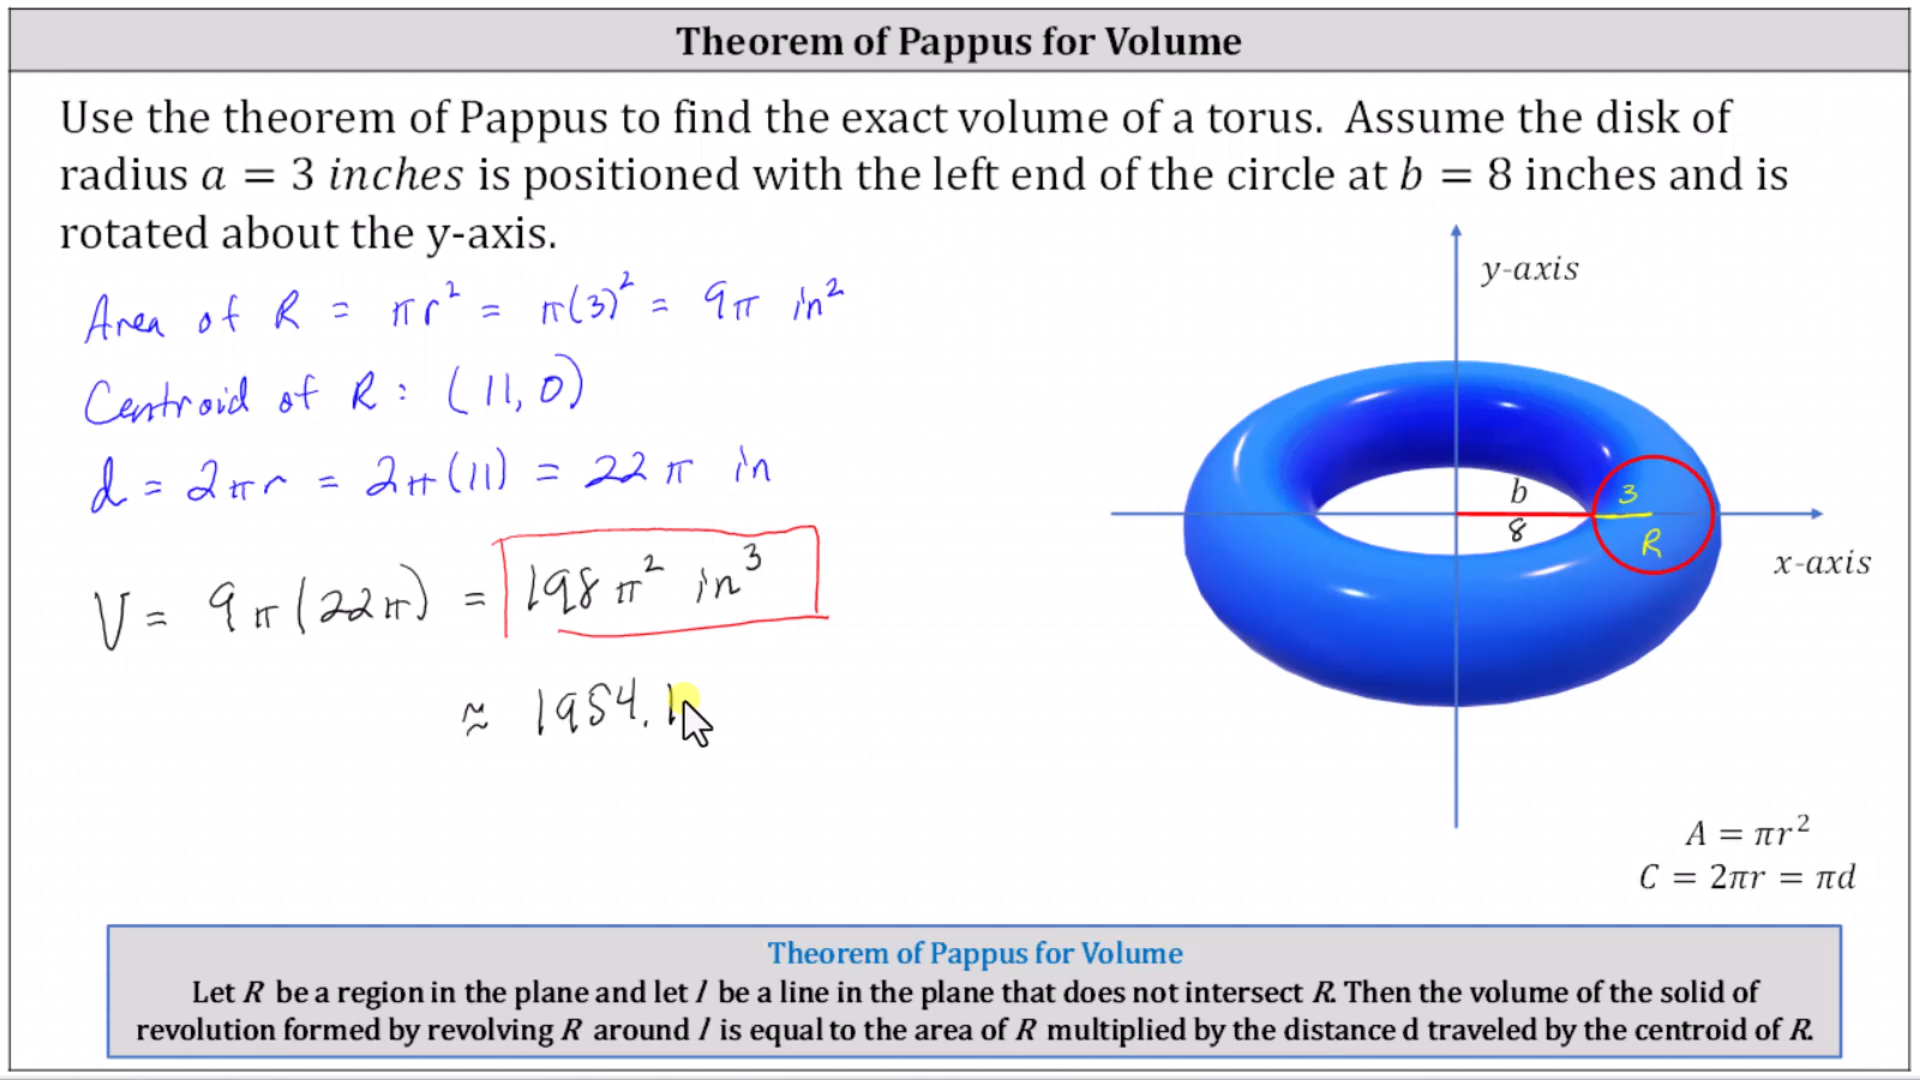 Theorem of Pappus for Volume
Use the theorem of Pappus to find the exact volume of a torus. Assume the disk of
radius a = 3 inches is positioned with the left end of the circle at b = 8 inches and is
rotated about the y-axis.
Area of R = πr² = π(3)² = 9π in²
Centroid of R : (11, 0)
d = 2πr = 2π(11) = 22π in
V = 9π(22π) = 198π² in³
≈ 1954.1
y-axis
b
8
3
R
x-axis
A = πr²
C = 2πr = πd
Theorem of Pappus for Volume
Let R be a region in the plane and let l be a line in the plane that does not intersect R. Then the volume of the solid of
revolution formed by revolving R around l is equal to the area of R multiplied by the distance d traveled by the centroid of R.